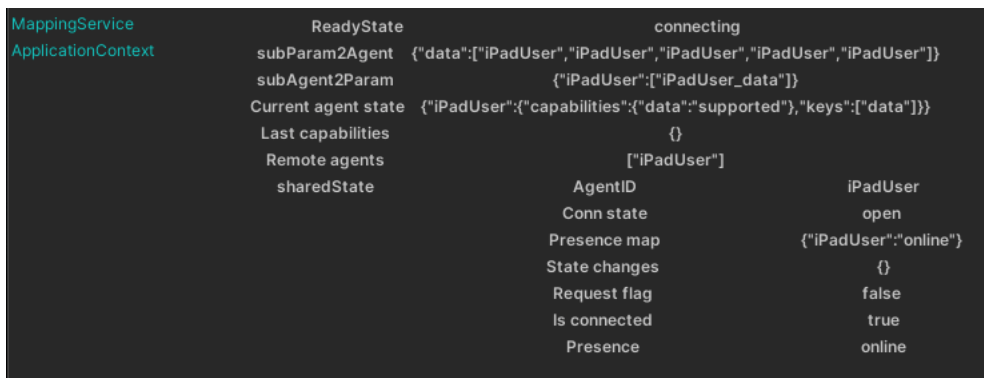 MappingService ReadyState connecting
ApplicationContext subParam2Agent {"data":["iPadUser","iPadUser","iPadUser","iPadUser","iPadUser"]}
subAgent2Param {"iPadUser":["iPadUser_data"]}
Current agent state {"iPadUser":{"capabilities":{"data":"supported"},"keys":["data"]}}
Last capabilities {}
Remote agents ["iPadUser"]
sharedState AgentID iPadUser
Conn state open
Presence map {"iPadUser":"online"}
State changes {}
Request flag false
Is connected true
Presence online